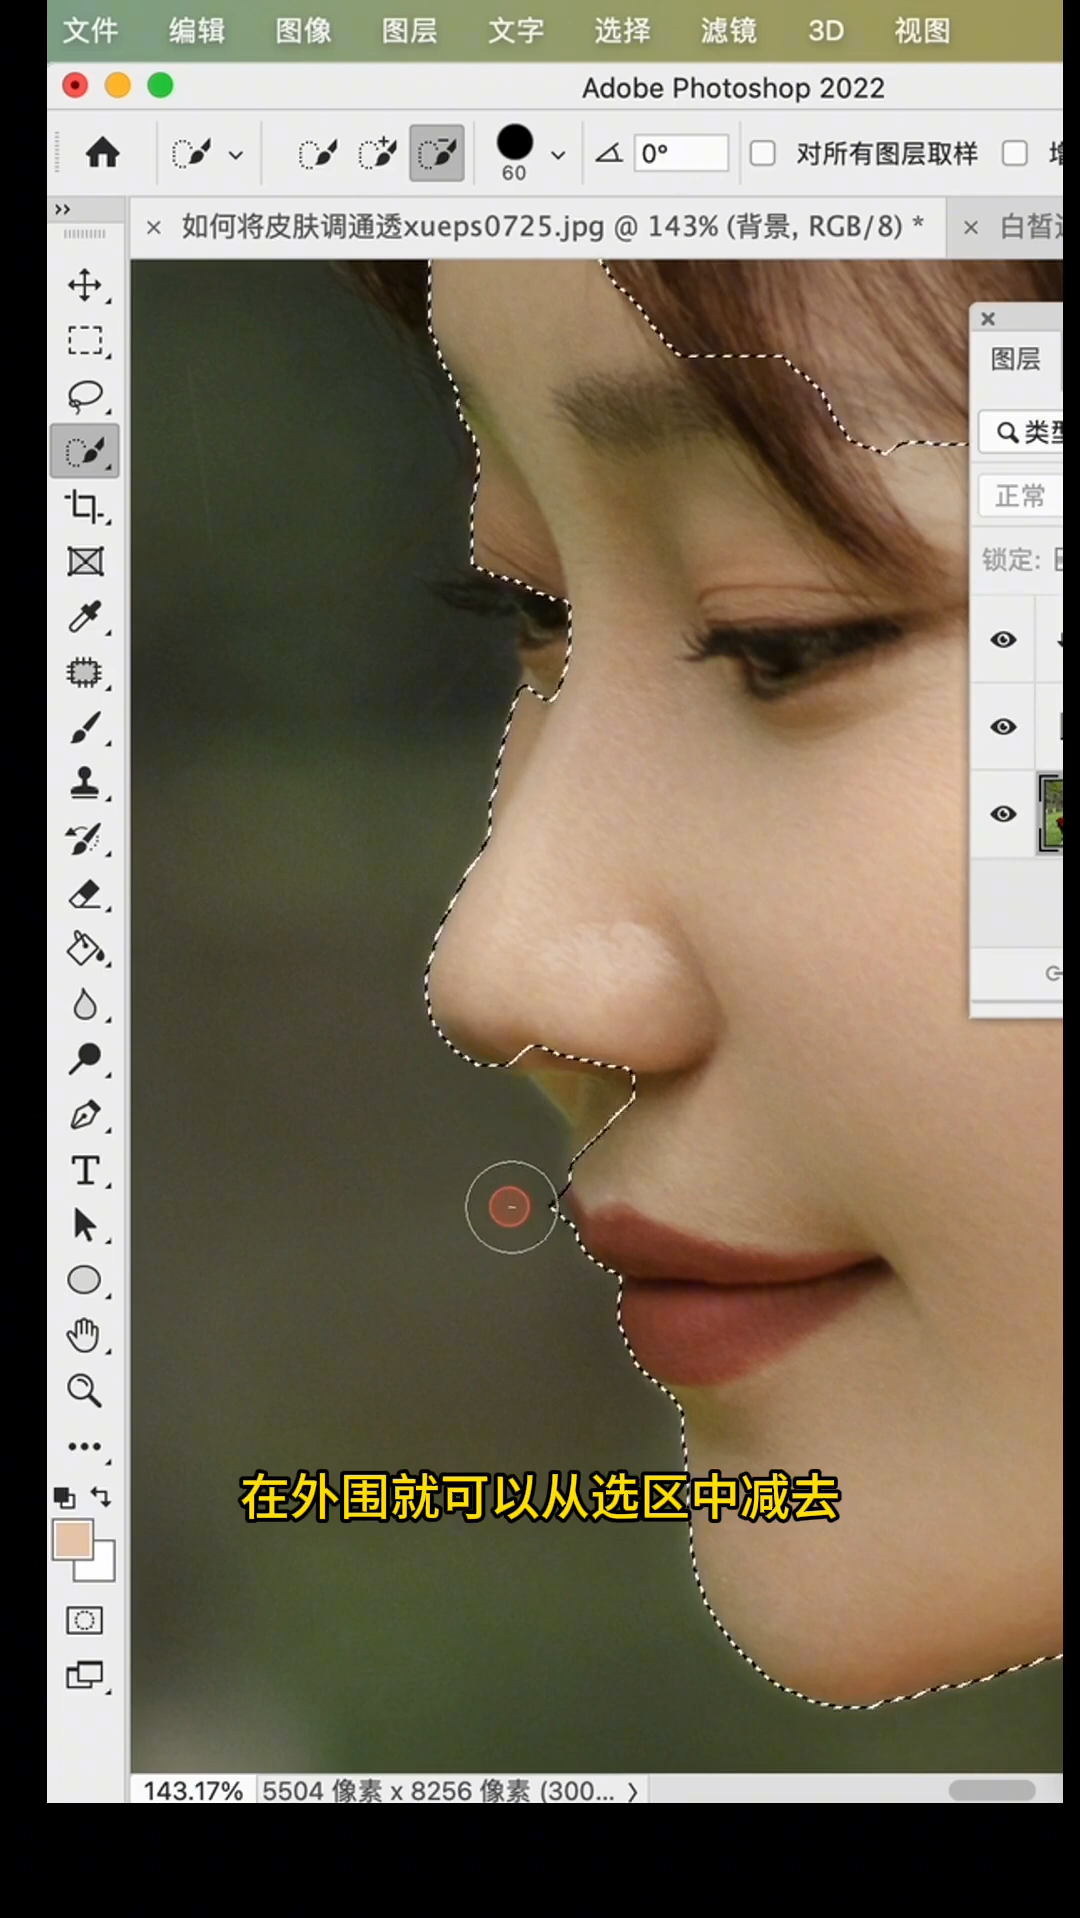 文件 编辑 图像 图层 文字 选择 滤镜 3D 视图
Adobe Photoshop 2022
60 0° 对所有图层取样
× 如何将皮肤调通透xueps0725.jpg @ 143% (背景, RGB/8) * × 白皙
图层
类型
正常
锁定:
在外围就可以从选区中减去
143.17% 5504 像素 x 8256 像素 (300...